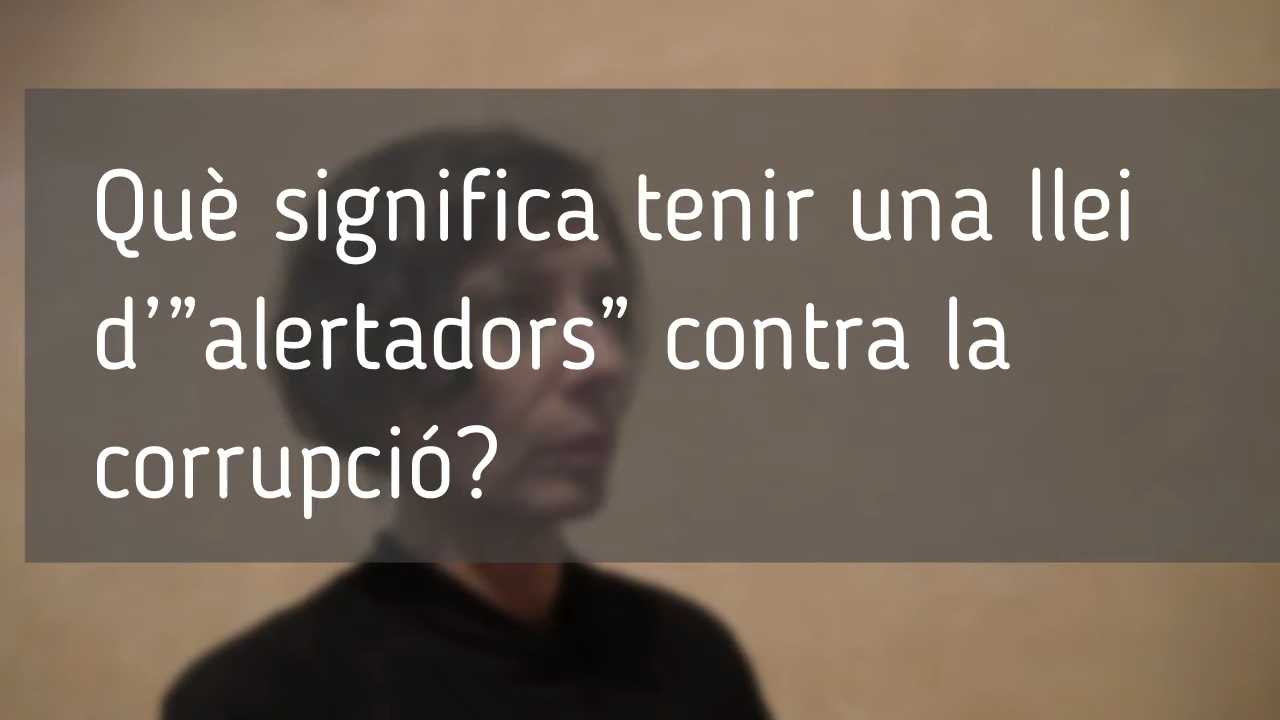 Què significa tenir una llei
d’”alertadors” contra la
corrupció?